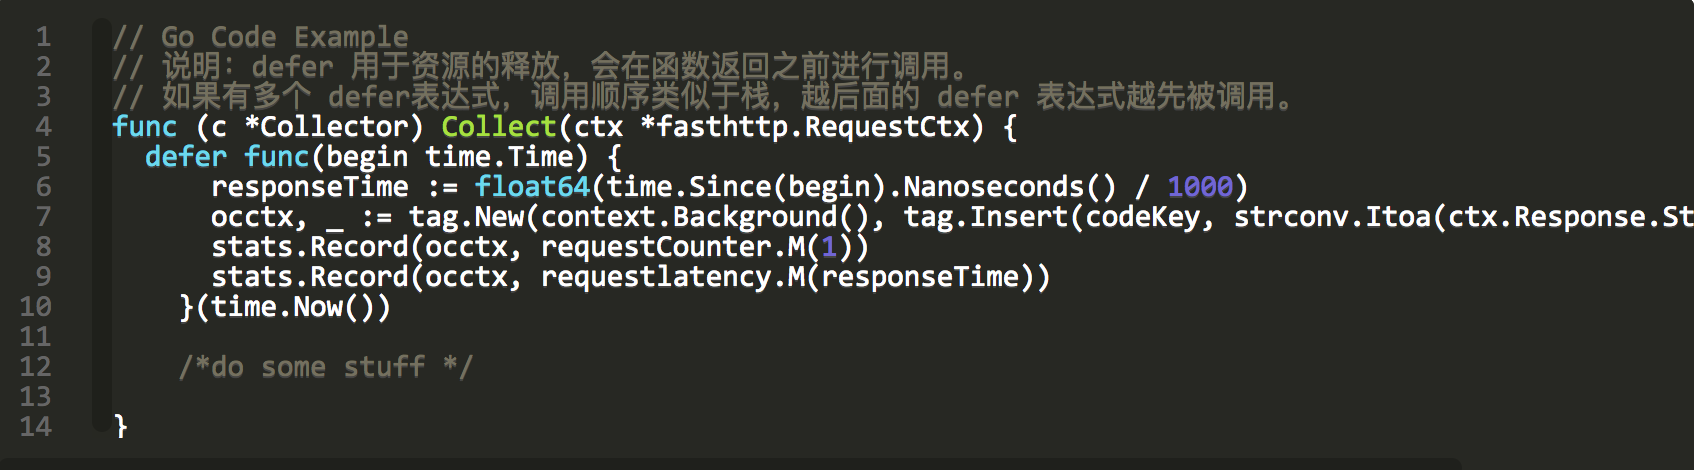 1 // Go Code Example
2 // 说明：defer 用于资源的释放，会在函数返回之前进行调用。
3 // 如果有多个 defer表达式，调用顺序类似于栈，越后面的 defer 表达式越先被调用。
4 func (c *Collector) Collect(ctx *fasthttp.RequestCtx) {
5 defer func(begin time.Time) {
6 responseTime := float64(time.Since(begin).Nanoseconds() / 1000)
7 occtx, _ := tag.New(context.Background(), tag.Insert(codeKey, strconv.Itoa(ctx.Response.St
8 stats.Record(occtx, requestCounter.M(1))
9 stats.Record(occtx, requestlatency.M(responseTime))
10 }(time.Now())
11
12 /*do some stuff */
13
14 }